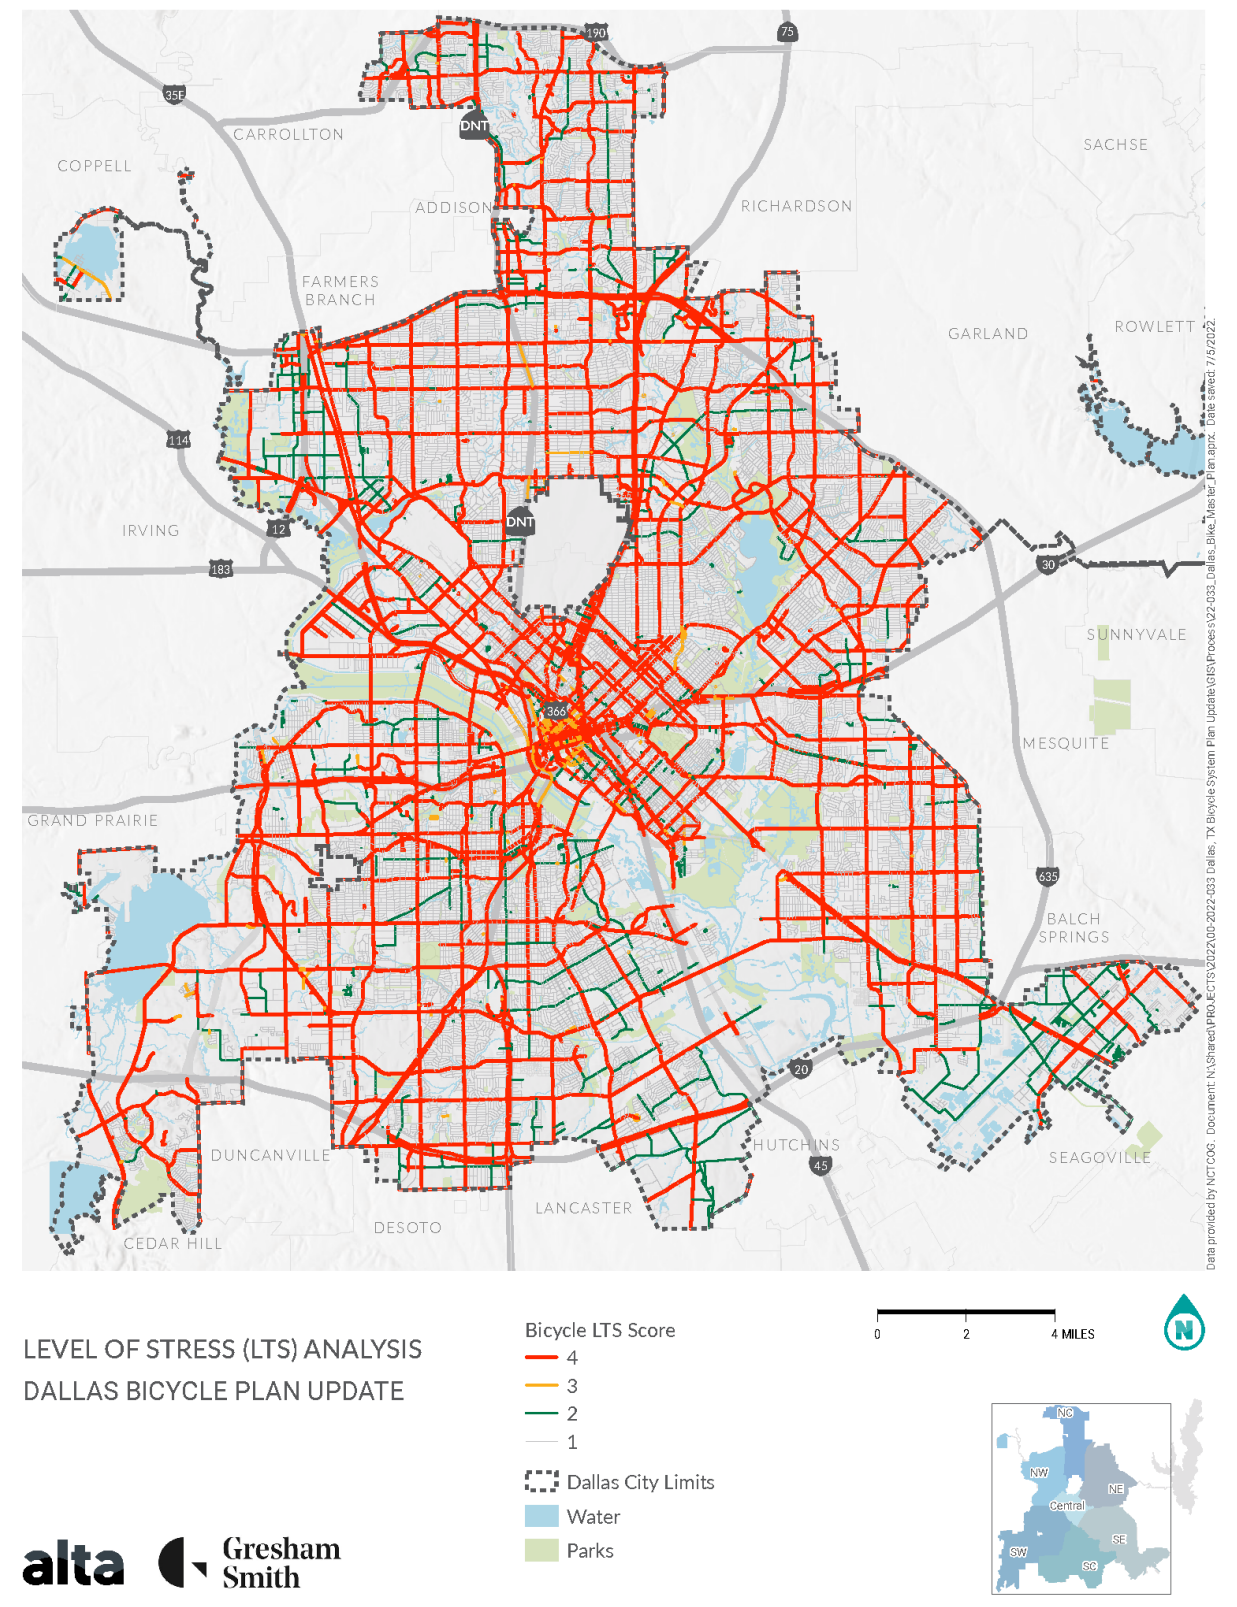 190
75
35E
DNT
CARROLLTON
SACHSE
COPPELL
ADDISON
RICHARDSON
FARMERS
BRANCH
GARLAND
ROWLETT
114
IRVING
12
DNT
183
30
SUNNYVALE
366
MESQUITE
GRAND PRAIRIE
635
BALCH
SPRINGS
20
HUTCHINS
45
DUNCANVILLE
SEAGOVILLE
LANCASTER
DESOTO
CEDAR HILL
Data provided by NCTCOG. Document: N:\Shared\PROJECTS\2022\00-2022-033 Dallas, TX Bicycle System Plan Update\GIS\Process\22-033_Dallas_Bike_Master_Plan.aprx. Date saved: 7/5/2022.
LEVEL OF STRESS (LTS) ANALYSIS
DALLAS BICYCLE PLAN UPDATE
Bicycle LTS Score
4
3
2
1
Dallas City Limits
Water
Parks
0 2 4 MILES
N
NC
NW
NE
Central
SE
SW
SC
alta
Gresham
Smith